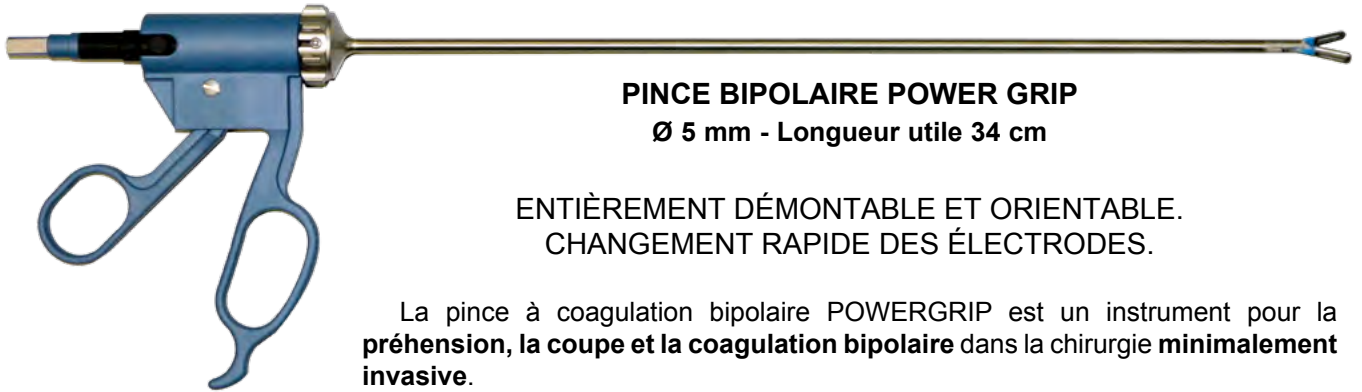 PINCE BIPOLAIRE POWER GRIP
Ø 5 mm - Longueur utile 34 cm
ENTIÈREMENT DÉMONTABLE ET ORIENTABLE.
CHANGEMENT RAPIDE DES ÉLECTRODES.
La pince à coagulation bipolaire POWERGRIP est un instrument pour la
préhension, la coupe et la coagulation bipolaire dans la chirurgie minimalement
invasive.